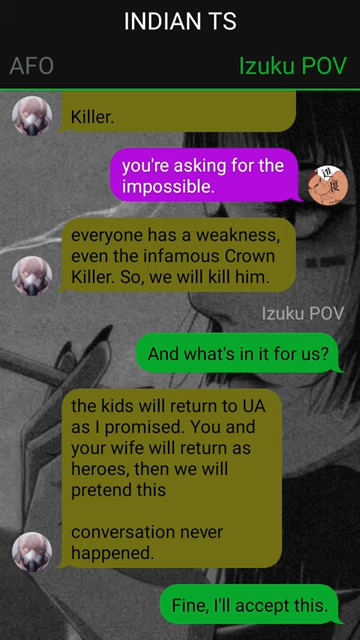 INDIAN TS
AFO
Izuku POV
Killer.
you're asking for the
impossible.
everyone has a weakness,
even the infamous Crown
Killer. So, we will kill him.
Izuku POV
And what's in it for us?
the kids will return to UA
as I promised. You and
your wife will return as
heroes, then we will
pretend this
conversation never
happened.
Fine, I'll accept this.